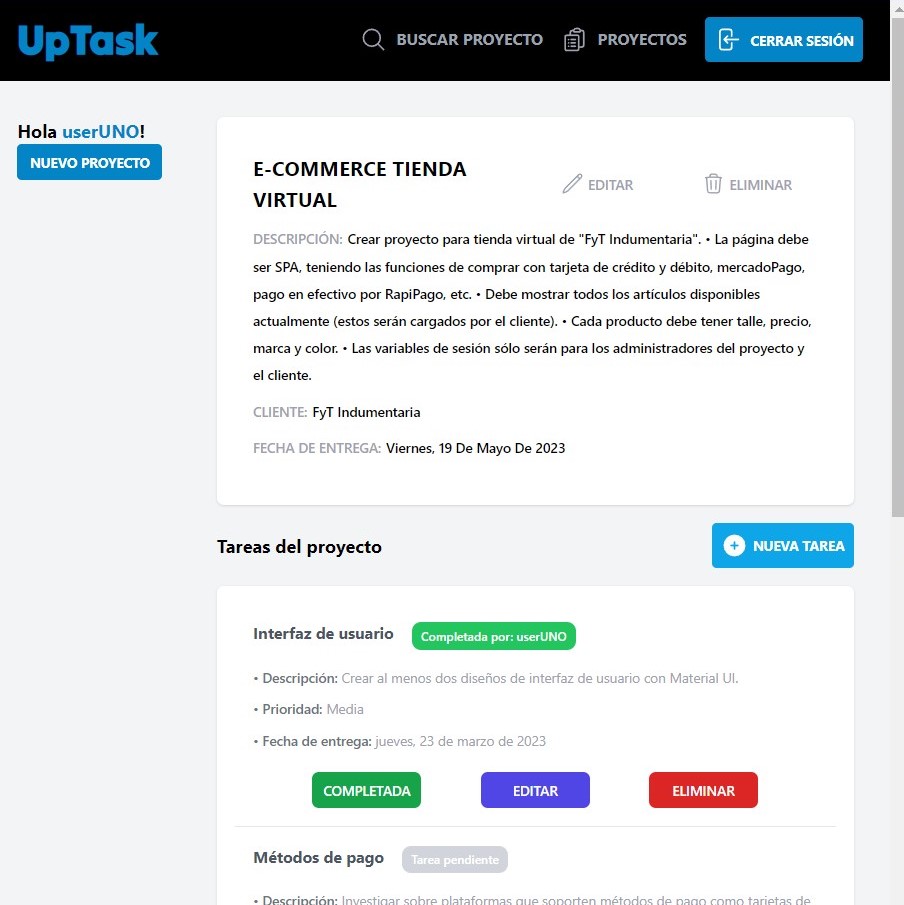 UpTask
BUSCAR PROYECTO
PROYECTOS
CERRAR SESIÓN
Hola userUNO!
NUEVO PROYECTO
E-COMMERCE TIENDA
VIRTUAL
EDITAR
ELIMINAR
DESCRIPCIÓN: Crear proyecto para tienda virtual de "FyT Indumentaria". • La página debe
ser SPA, teniendo las funciones de comprar con tarjeta de crédito y débito, mercadoPago,
pago en efectivo por RapiPago, etc. • Debe mostrar todos los artículos disponibles
actualmente (estos serán cargados por el cliente). • Cada producto debe tener talle, precio,
marca y color. • Las variables de sesión sólo serán para los administradores del proyecto y
el cliente.
CLIENTE: FyT Indumentaria
FECHA DE ENTREGA: Viernes, 19 De Mayo De 2023
Tareas del proyecto
NUEVA TAREA
Interfaz de usuario
Completada por: userUNO
• Descripción: Crear al menos dos diseños de interfaz de usuario con Material UI.
• Prioridad: Media
• Fecha de entrega: jueves, 23 de marzo de 2023
COMPLETADA
EDITAR
ELIMINAR
Métodos de pago
Tarea pendiente
• Descripción: Investigar sobre plataformas que soporten métodos de pago como tarjetas de